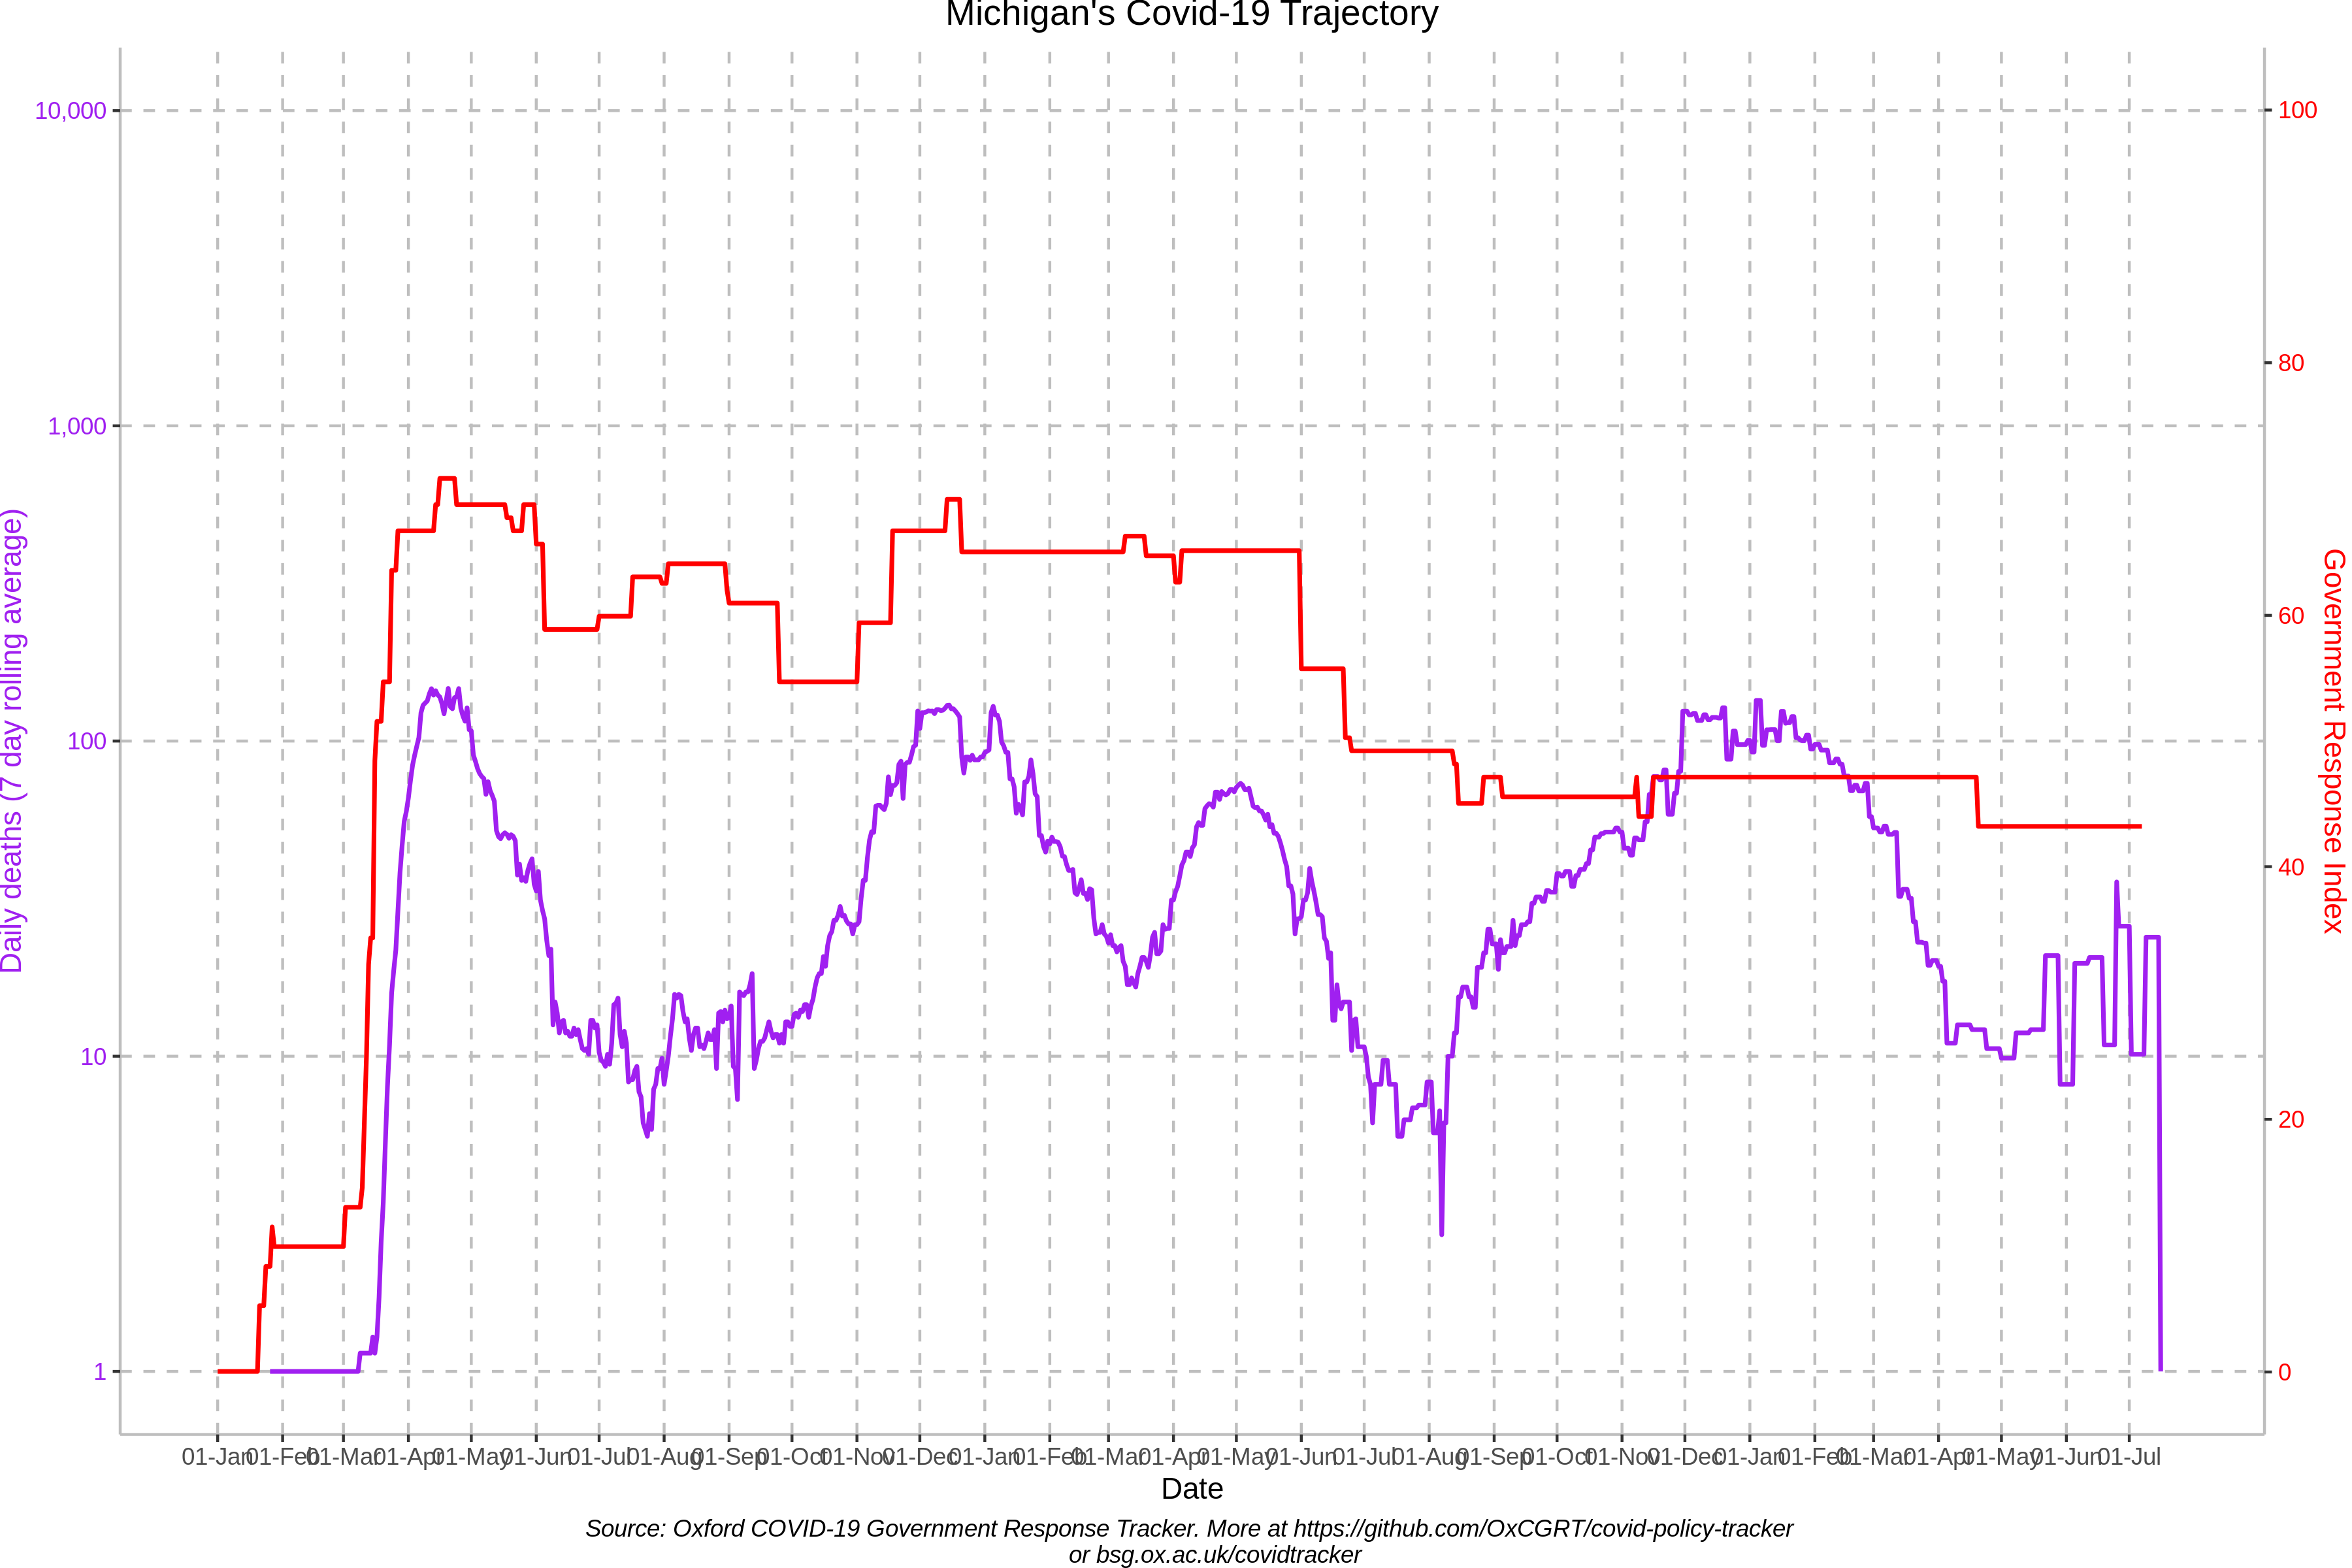 Michigan's Covid-19 Trajectory
10,000
1,000
100
10
1
Daily deaths (7 day rolling average)
100
80
60
40
20
0
Government Response Index
01-Jan 01-Feb 01-Mar 01-Apr 01-May 01-Jun 01-Jul 01-Aug 01-Sep 01-Oct 01-Nov 01-Dec 01-Jan 01-Feb 01-Mar 01-Apr 01-May 01-Jun 01-Jul 01-Aug 01-Sep 01-Oct 01-Nov 01-Dec 01-Jan 01-Feb 01-Mar 01-Apr 01-May 01-Jun 01-Jul
Date
Source: Oxford COVID-19 Government Response Tracker. More at https://github.com/OxCGRT/covid-policy-tracker
or bsg.ox.ac.uk/covidtracker